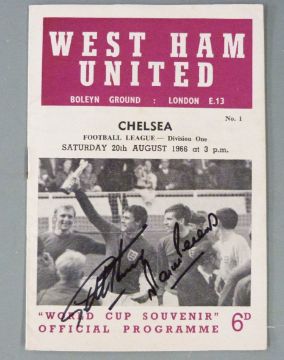 WEST HAM
UNITED
BOLEYN GROUND : LONDON E.13
No. 1
CHELSEA
FOOTBALL LEAGUE — Division One
SATURDAY 20th AUGUST 1966 at 3 p.m.
"WORLD CUP SOUVENIR"
OFFICIAL PROGRAMME 6D